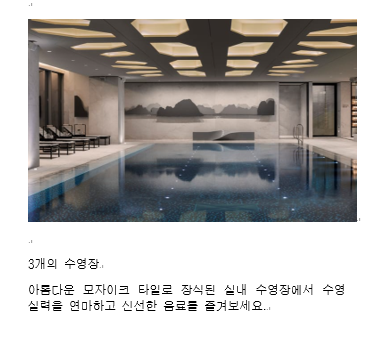 3개의 수영장
아름다운 모자이크 타일로 장식된 실내 수영장에서 수영
실력을 연마하고 신선한 음료를 즐겨보세요.